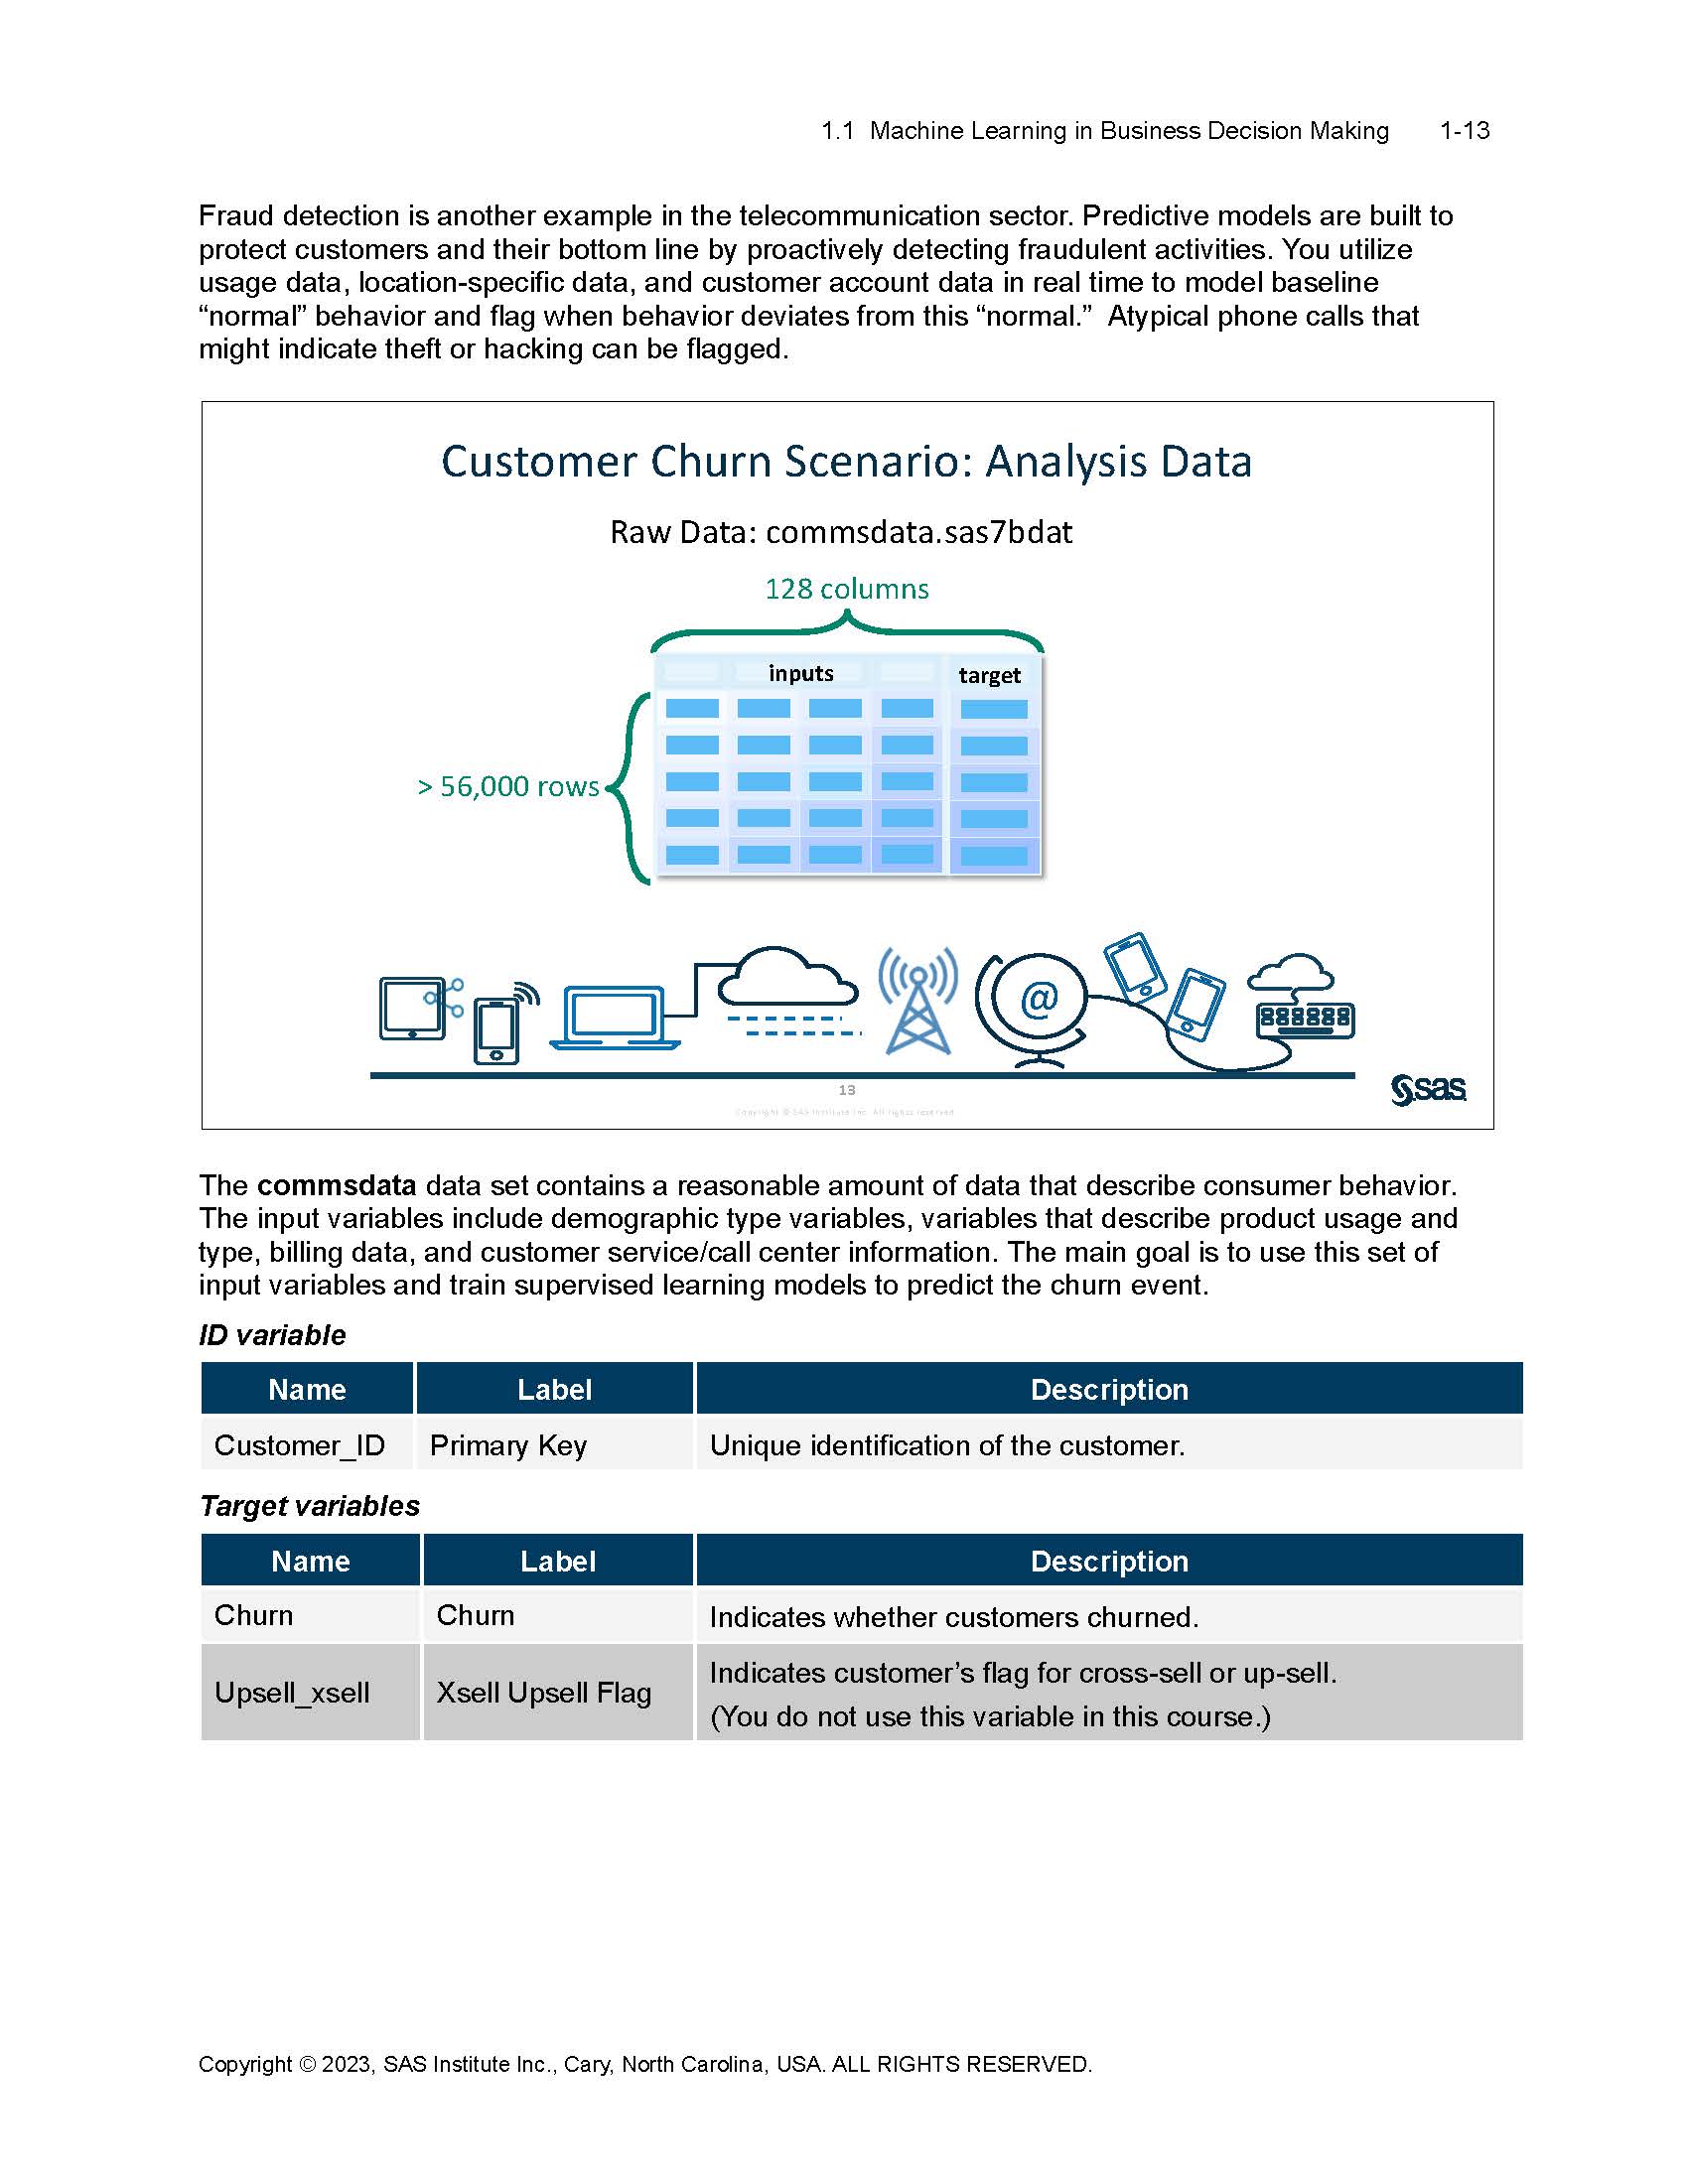 1.1 Machine Learning in Business Decision Making 1-13
Fraud detection is another example in the telecommunication sector. Predictive models are built to
protect customers and their bottom line by proactively detecting fraudulent activities. You utilize
usage data, location-specific data, and customer account data in real time to model baseline
“normal” behavior and flag when behavior deviates from this “normal.” Atypical phone calls that
might indicate theft or hacking can be flagged.
Customer Churn Scenario: Analysis Data
Raw Data: commsdata.sas7bdat
128 columns
inputs target
> 56,000 rows
@
13
Copyright © SAS Institute Inc. All rights reserved
sas
The commsdata data set contains a reasonable amount of data that describe consumer behavior.
The input variables include demographic type variables, variables that describe product usage and
type, billing data, and customer service/call center information. The main goal is to use this set of
input variables and train supervised learning models to predict the churn event.
ID variable
Name Label Description
Customer_ID Primary Key Unique identification of the customer.
Target variables
Name Label Description
Churn Churn Indicates whether customers churned.
Upsell_xsell Xsell Upsell Flag Indicates customer’s flag for cross-sell or up-sell.
(You do not use this variable in this course.)
Copyright © 2023, SAS Institute Inc., Cary, North Carolina, USA. ALL RIGHTS RESERVED.